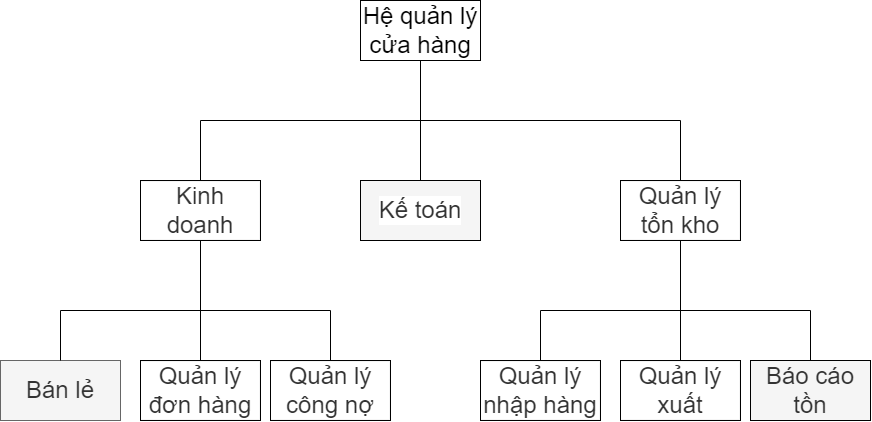 Hệ quản lý
cửa hàng
Kinh
doanh
Kế toán
Quản lý
tổn kho
Bán lẻ
Quản lý
đơn hàng
Quản lý
công nợ
Quản lý
nhập hàng
Quản lý
xuất
Báo cáo
tồn